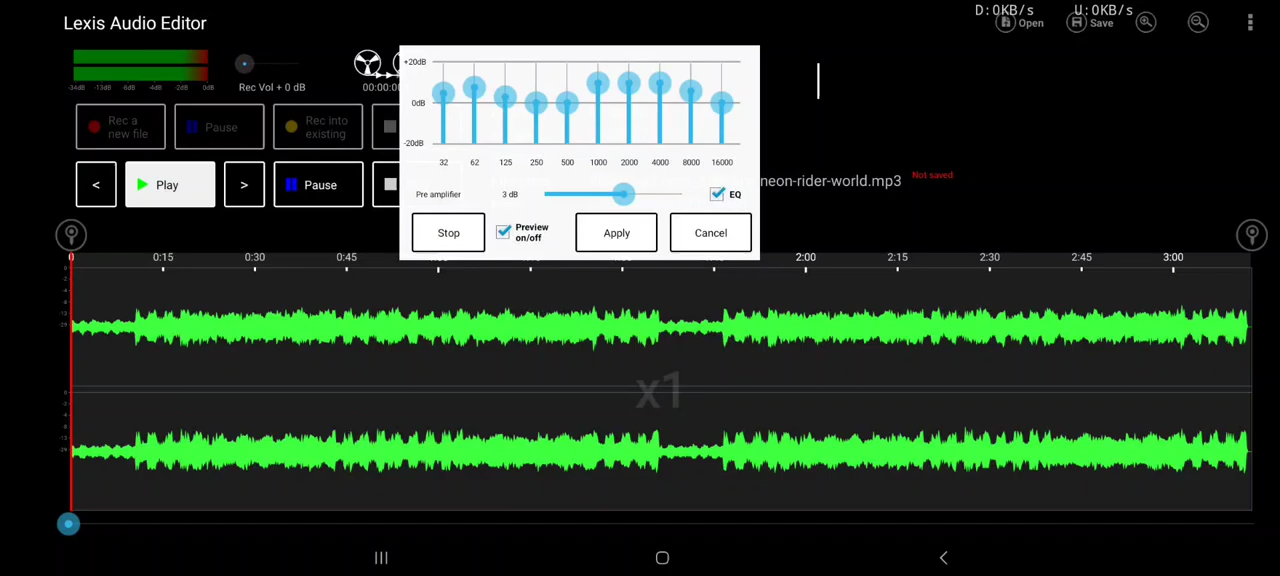 D:0KB/s U:0KB/s
Lexis Audio Editor
Open Save
-34dB -6dB -4dB -2dB 0dB
Rec Vol + 0 dB
00:00:0
Rec a
new file
Pause
Rec into
existing
<
Play
>
Pause
+20dB
0dB
-20dB
32 62 125 250 500 1000 2000 4000 8000 16000
Pre amplifier 3 dB EQ
Stop
Preview
on/off
Apply
Cancel
neon-rider-world.mp3
Not saved
0 0:15 0:30 0:45 2:00 2:15 2:30 2:45 3:00
x1